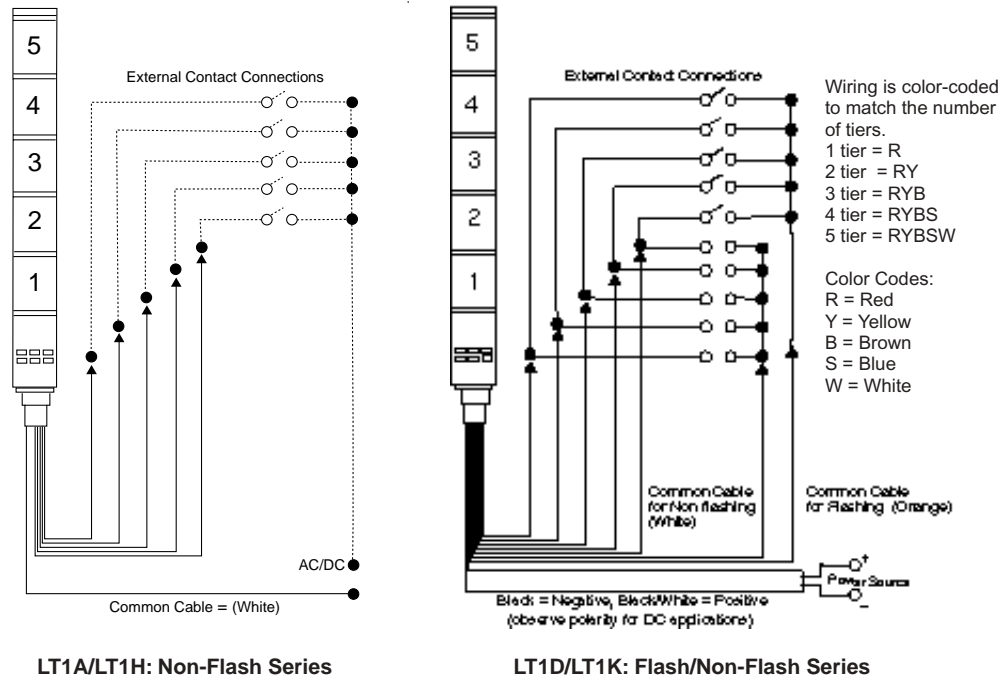 5
4
3
2
1
External Contact Connections
AC/DC
Common Cable = (White)
LT1A/LT1H: Non-Flash Series
5
4
3
2
1
External Contact Connections
Common Cable
for Non flashing
(White)
Common Cable
for Flashing (Orange)
+
Power Source
–
Black = Negative, Black/White = Positive
(observe polarity for DC applications)
LT1D/LT1K: Flash/Non-Flash Series
Wiring is color-coded
to match the number
of tiers.
1 tier = R
2 tier = RY
3 tier = RYB
4 tier = RYBS
5 tier = RYBSW
Color Codes:
R = Red
Y = Yellow
B = Brown
S = Blue
W = White